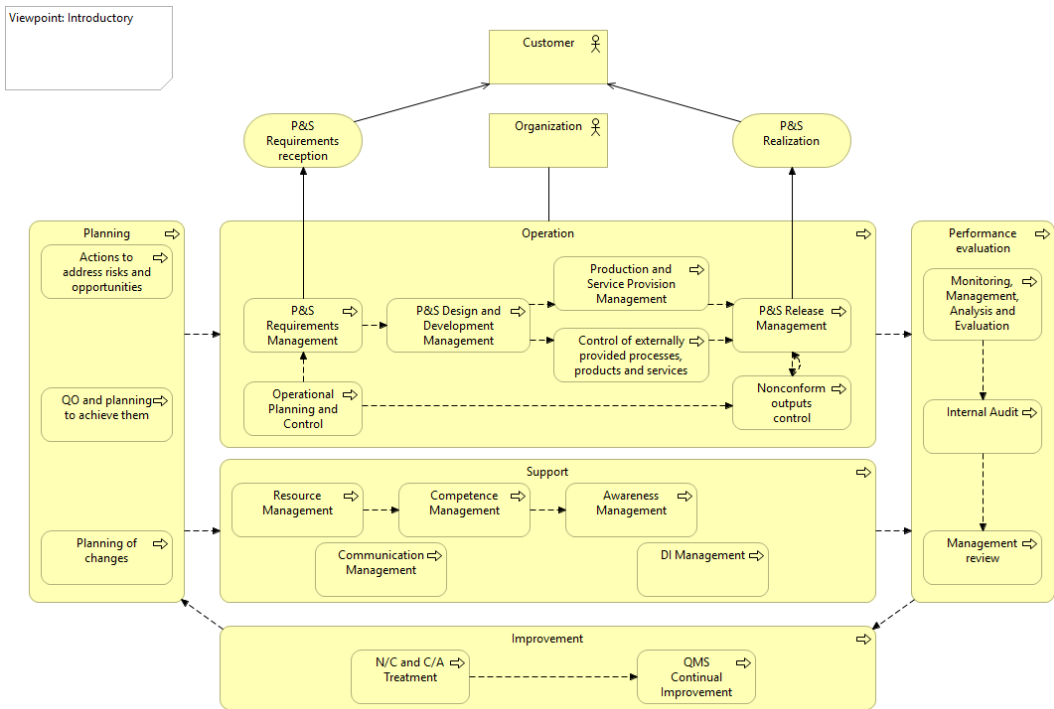 Viewpoint: Introductory
Customer
P&S
Requirements
reception
Organization
P&S
Realization
Planning
Actions to
address risks and
opportunities
QO and planning
to achieve them
Planning of
changes
Operation
P&S
Requirements
Management
P&S Design and
Development
Management
Production and
Service Provision
Management
Control of externally
provided processes,
products and services
P&S Release
Management
Operational
Planning and
Control
Nonconform
outputs
control
Performance
evaluation
Monitoring,
Management,
Analysis and
Evaluation
Internal Audit
Management
review
Support
Resource
Management
Competence
Management
Awareness
Management
Communication
Management
DI Management
Improvement
N/C and C/A
Treatment
QMS
Continual
Improvement